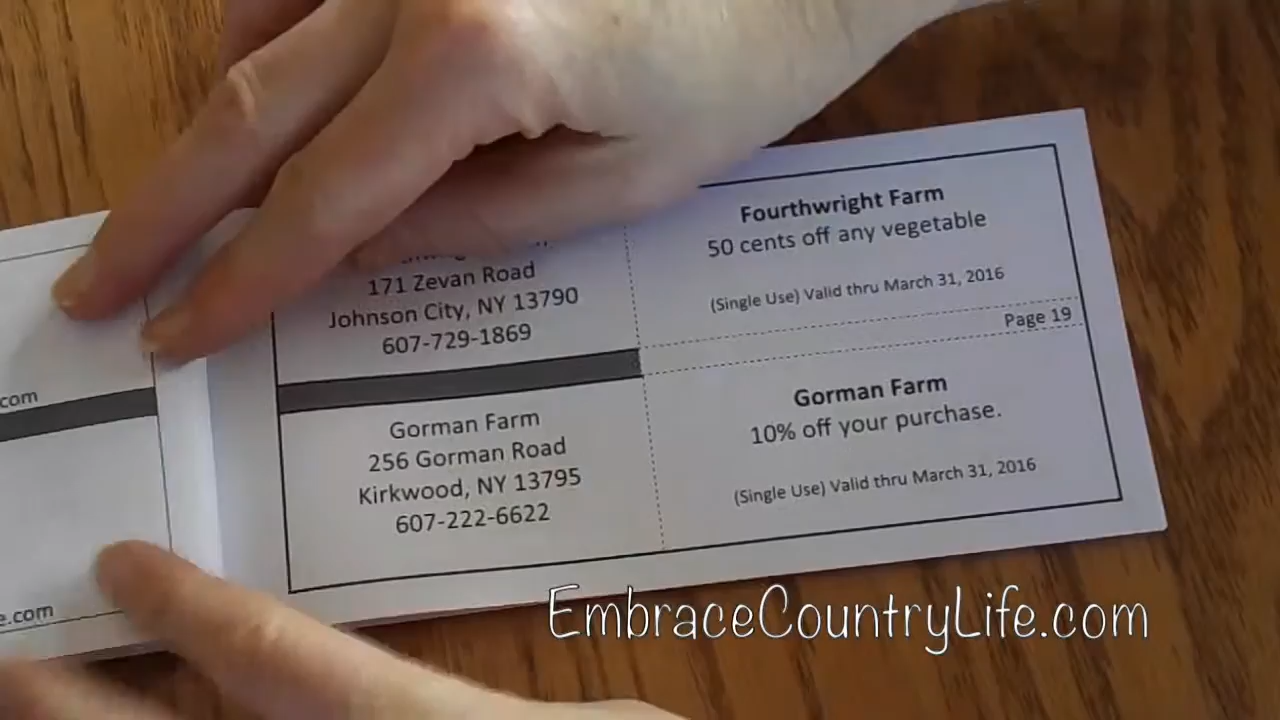 171 Zevan Road
Johnson City, NY 13790
607-729-1869
Fourthwright Farm
50 cents off any vegetable
(Single Use) Valid thru March 31, 2016
Page 19
.com
Gorman Farm
256 Gorman Road
Kirkwood, NY 13795
607-222-6622
Gorman Farm
10% off your purchase.
(Single Use) Valid thru March 31, 2016
e.com
EmbraceCountryLife.com